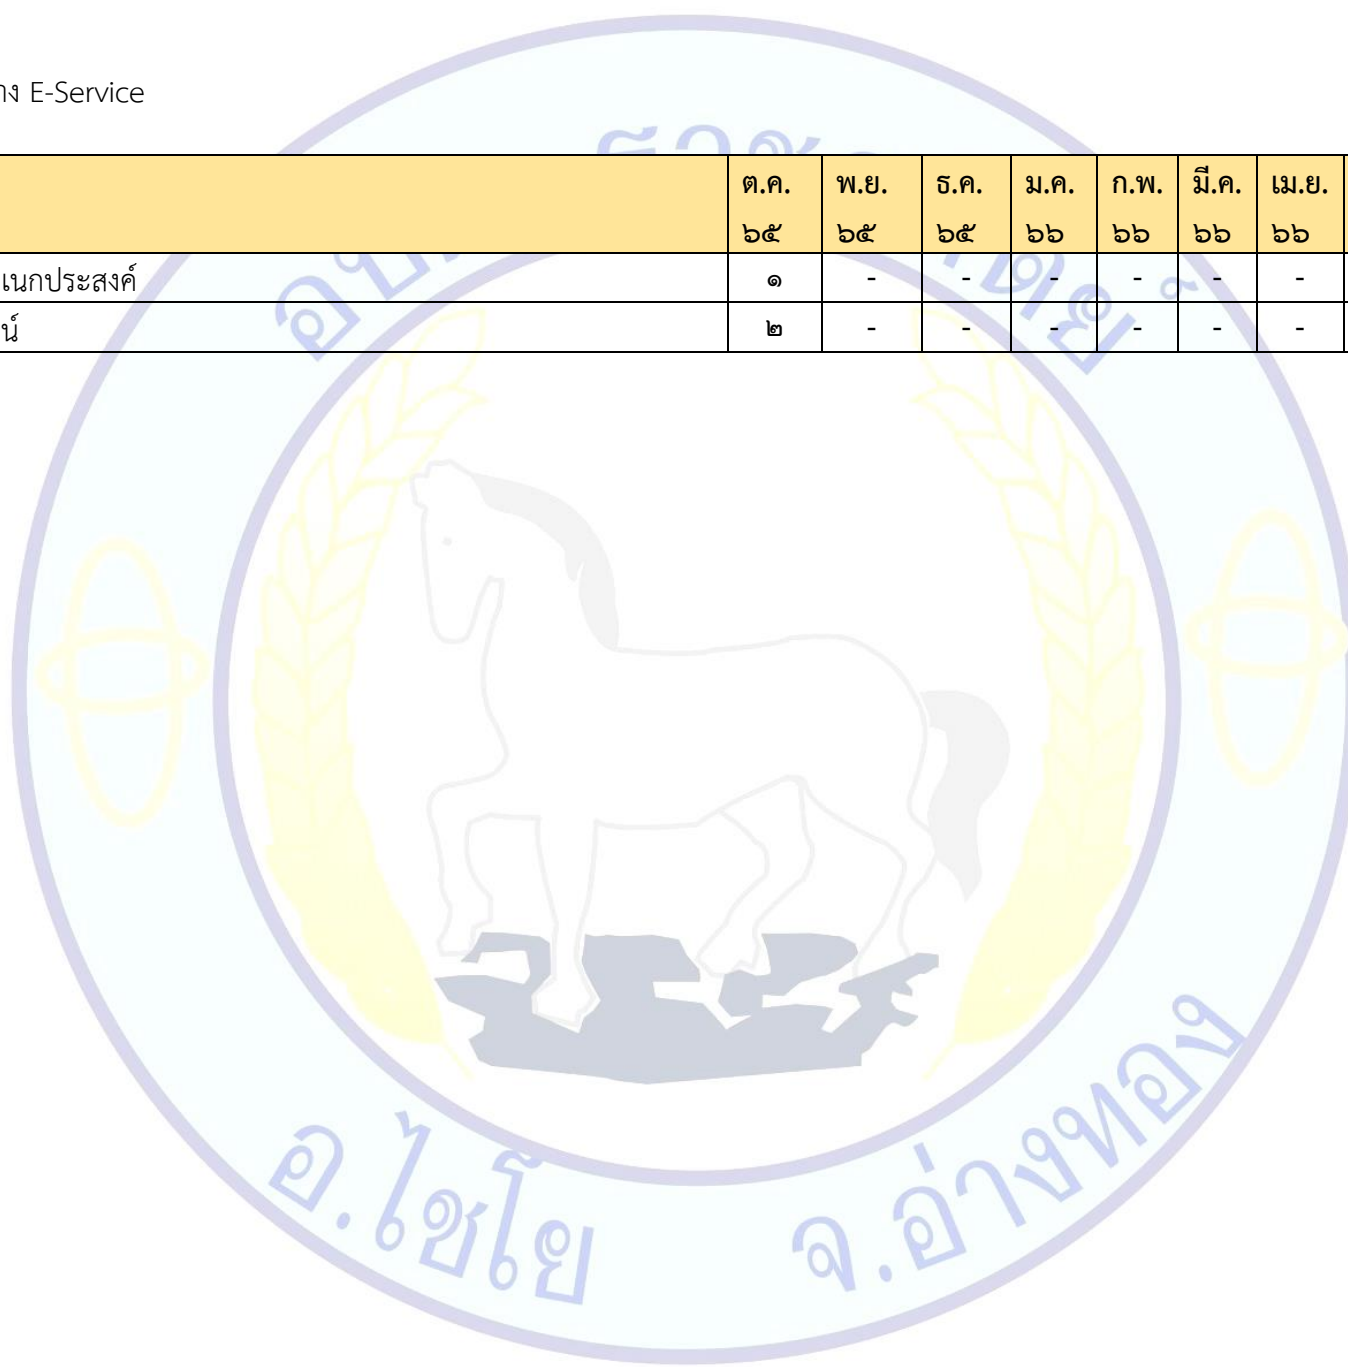 าง E-Service
ต.ค. พ.ย. ธ.ค. ม.ค. ก.พ. มี.ค. เม.ย.
๖๕ ๖๕ ๖๕ ๖๖ ๖๖ ๖๖ ๖๖
เนกประสงค์ ๑ - - - - - -
น์ ๒ - - - - - -
อ.ไชโย จ.อ่างทอง